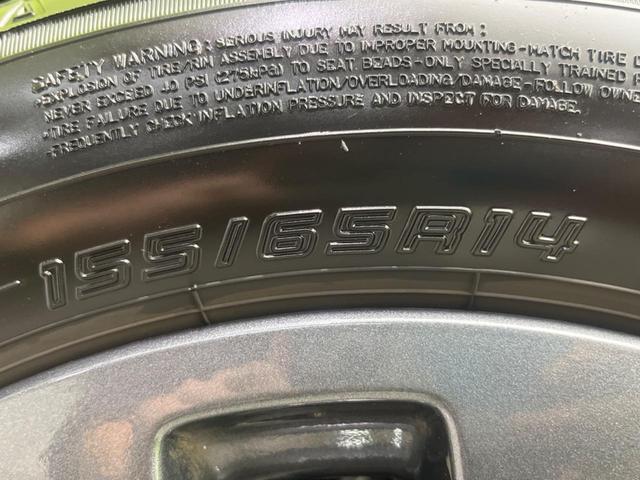 SAFETY WARNING: SERIOUS INJURY MAY RESULT FROM:
•EXPLOSION OF TIRE/RIM ASSEMBLY DUE TO IMPROPER MOUNTING-MATCH TIRE
NEVER EXCEED 40 PSI (275KPA) TO SEAT BEADS-ONLY SPECIALLY TRAINED
•TIRE FAILURE DUE TO UNDERINFLATION/OVERLOADING/DAMAGE-FOLLOW OWNE
•FREQUENTLY CHECK INFLATION PRESSURE AND INSPECT FOR DAMAGE.
155/65R14